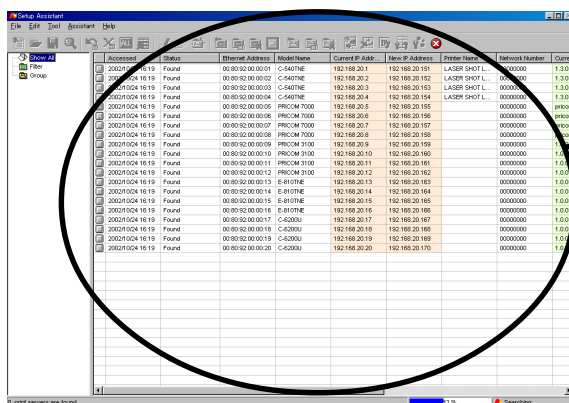 Setup Assistant
File Edit Tool Assistant Help
Show All
Filter
Group
Accessed Status Ethernet Address Model Name Current IP Addr... New IP Address Printer Name Network Number Curre
2002/10/24 16:19 Found 00:80:92:00:00:01 C-540TNE 192.168.20.1 192.168.20.151 LASER SHOT L... 00000000 1.3.0
2002/10/24 16:19 Found 00:80:92:00:00:02 C-540TNE 192.168.20.2 192.168.20.152 LASER SHOT L... 00000000 1.3.0
2002/10/24 16:19 Found 00:80:92:00:00:03 C-540TNE 192.168.20.3 192.168.20.153 LASER SHOT L... 00000000 1.3.0
2002/10/24 16:19 Found 00:80:92:00:00:04 C-540TNE 192.168.20.4 192.168.20.154 LASER SHOT L... 00000000 1.3.0
2002/10/24 16:19 Found 00:80:92:00:00:05 PRICOM 7000 192.168.20.5 192.168.20.155 00000000
2002/10/24 16:19 Found 00:80:92:00:00:06 PRICOM 7000 192.168.20.6 192.168.20.156 00000000
2002/10/24 16:19 Found 00:80:92:00:00:07 PRICOM 7000 192.168.20.7 192.168.20.157 00000000
2002/10/24 16:19 Found 00:80:92:00:00:08 PRICOM 7000 192.168.20.8 192.168.20.158 00000000
2002/10/24 16:19 Found 00:80:92:00:00:09 PRICOM 3100 192.168.20.9 192.168.20.159 00000000
2002/10/24 16:19 Found 00:80:92:00:00:10 PRICOM 3100 192.168.20.10 192.168.20.160 00000000
2002/10/24 16:19 Found 00:80:92:00:00:11 PRICOM 3100 192.168.20.11 192.168.20.161 00000000
2002/10/24 16:19 Found 00:80:92:00:00:12 PRICOM 3100 192.168.20.12 192.168.20.162 00000000
2002/10/24 16:19 Found 00:80:92:00:00:13 E-810TNE 192.168.20.13 192.168.20.163 00000000
2002/10/24 16:19 Found 00:80:92:00:00:14 E-810TNE 192.168.20.14 192.168.20.164 00000000
2002/10/24 16:19 Found 00:80:92:00:00:15 E-810TNE 192.168.20.15 192.168.20.165 00000000
2002/10/24 16:19 Found 00:80:92:00:00:16 E-810TNE 192.168.20.16 192.168.20.166 00000000 1.0.0
2002/10/24 16:19 Found 00:80:92:00:00:17 C-6200U 192.168.20.17 192.168.20.167 00000000 1.0.0
2002/10/24 16:19 Found 00:80:92:00:00:18 C-6200U 192.168.20.18 192.168.20.168 00000000 1.0.0
2002/10/24 16:19 Found 00:80:92:00:00:19 C-6200U 192.168.20.19 192.168.20.169 00000000 1.0.0
2002/10/24 16:19 Found 00:80:92:00:00:20 C-6200U 192.168.20.20 192.168.20.170 00000000 1.0.0
0 print servers are found. Searching